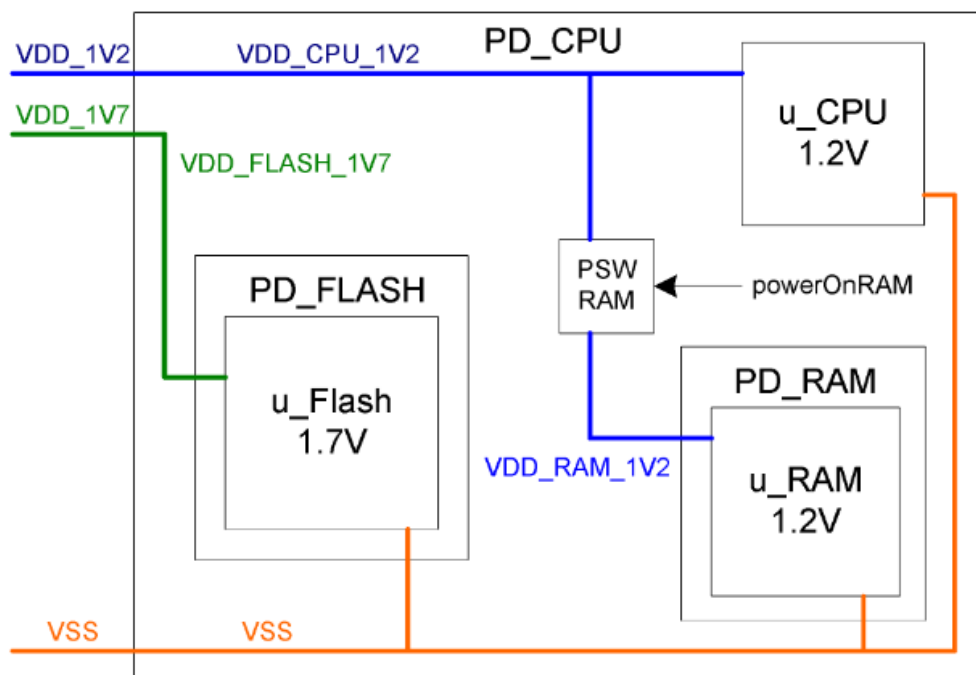 PD_CPU
VDD_1V2
VDD_CPU_1V2
VDD_1V7
u_CPU
1.2V
VDD_FLASH_1V7
PSW
RAM
powerOnRAM
PD_FLASH
u_Flash
1.7V
PD_RAM
VDD_RAM_1V2
u_RAM
1.2V
VSS
VSS